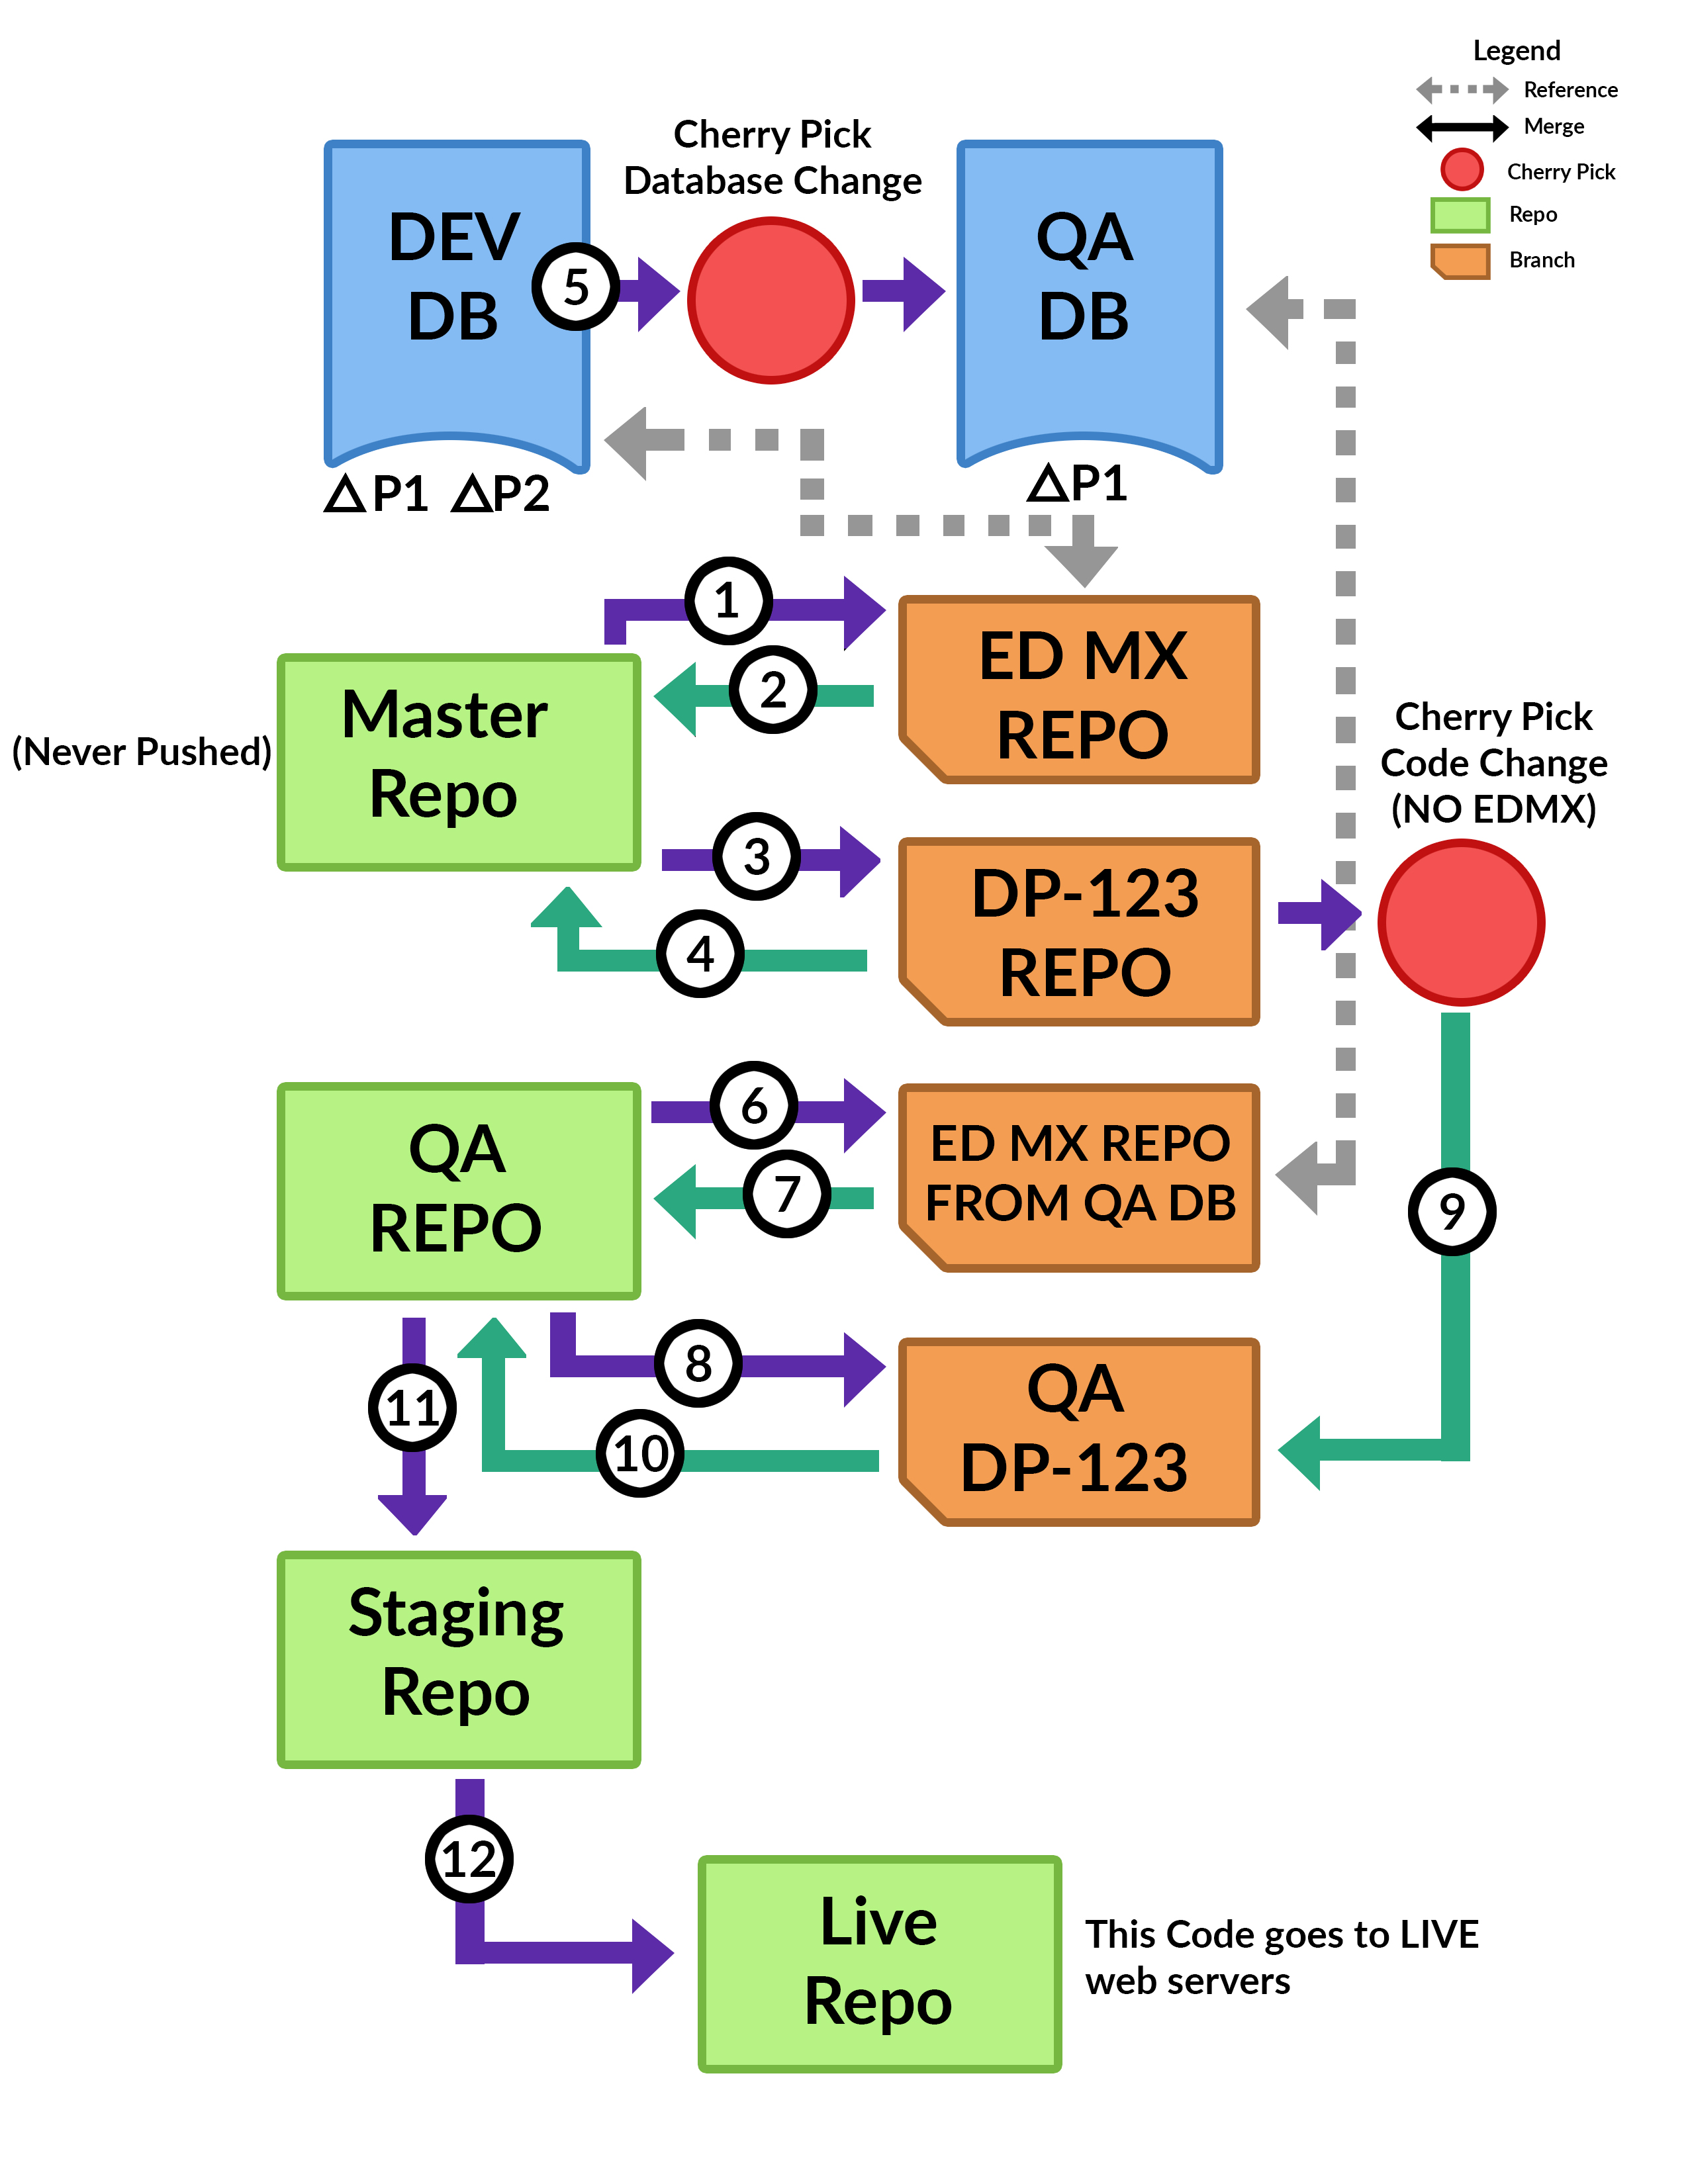 Legend
Reference
Merge
Cherry Pick
Repo
Branch
Cherry Pick
Database Change
DEV
DB
5
QA
DB
△ P1 △P2
△P1
1
2
ED MX
REPO
(Never Pushed)
Master
Repo
Cherry Pick
Code Change
(NO EDMX)
3
4
DP-123
REPO
QA
REPO
6
7
ED MX REPO
FROM QA DB
9
8
10
11
QA
DP-123
Staging
Repo
12
Live
Repo
This Code goes to LIVE
web servers